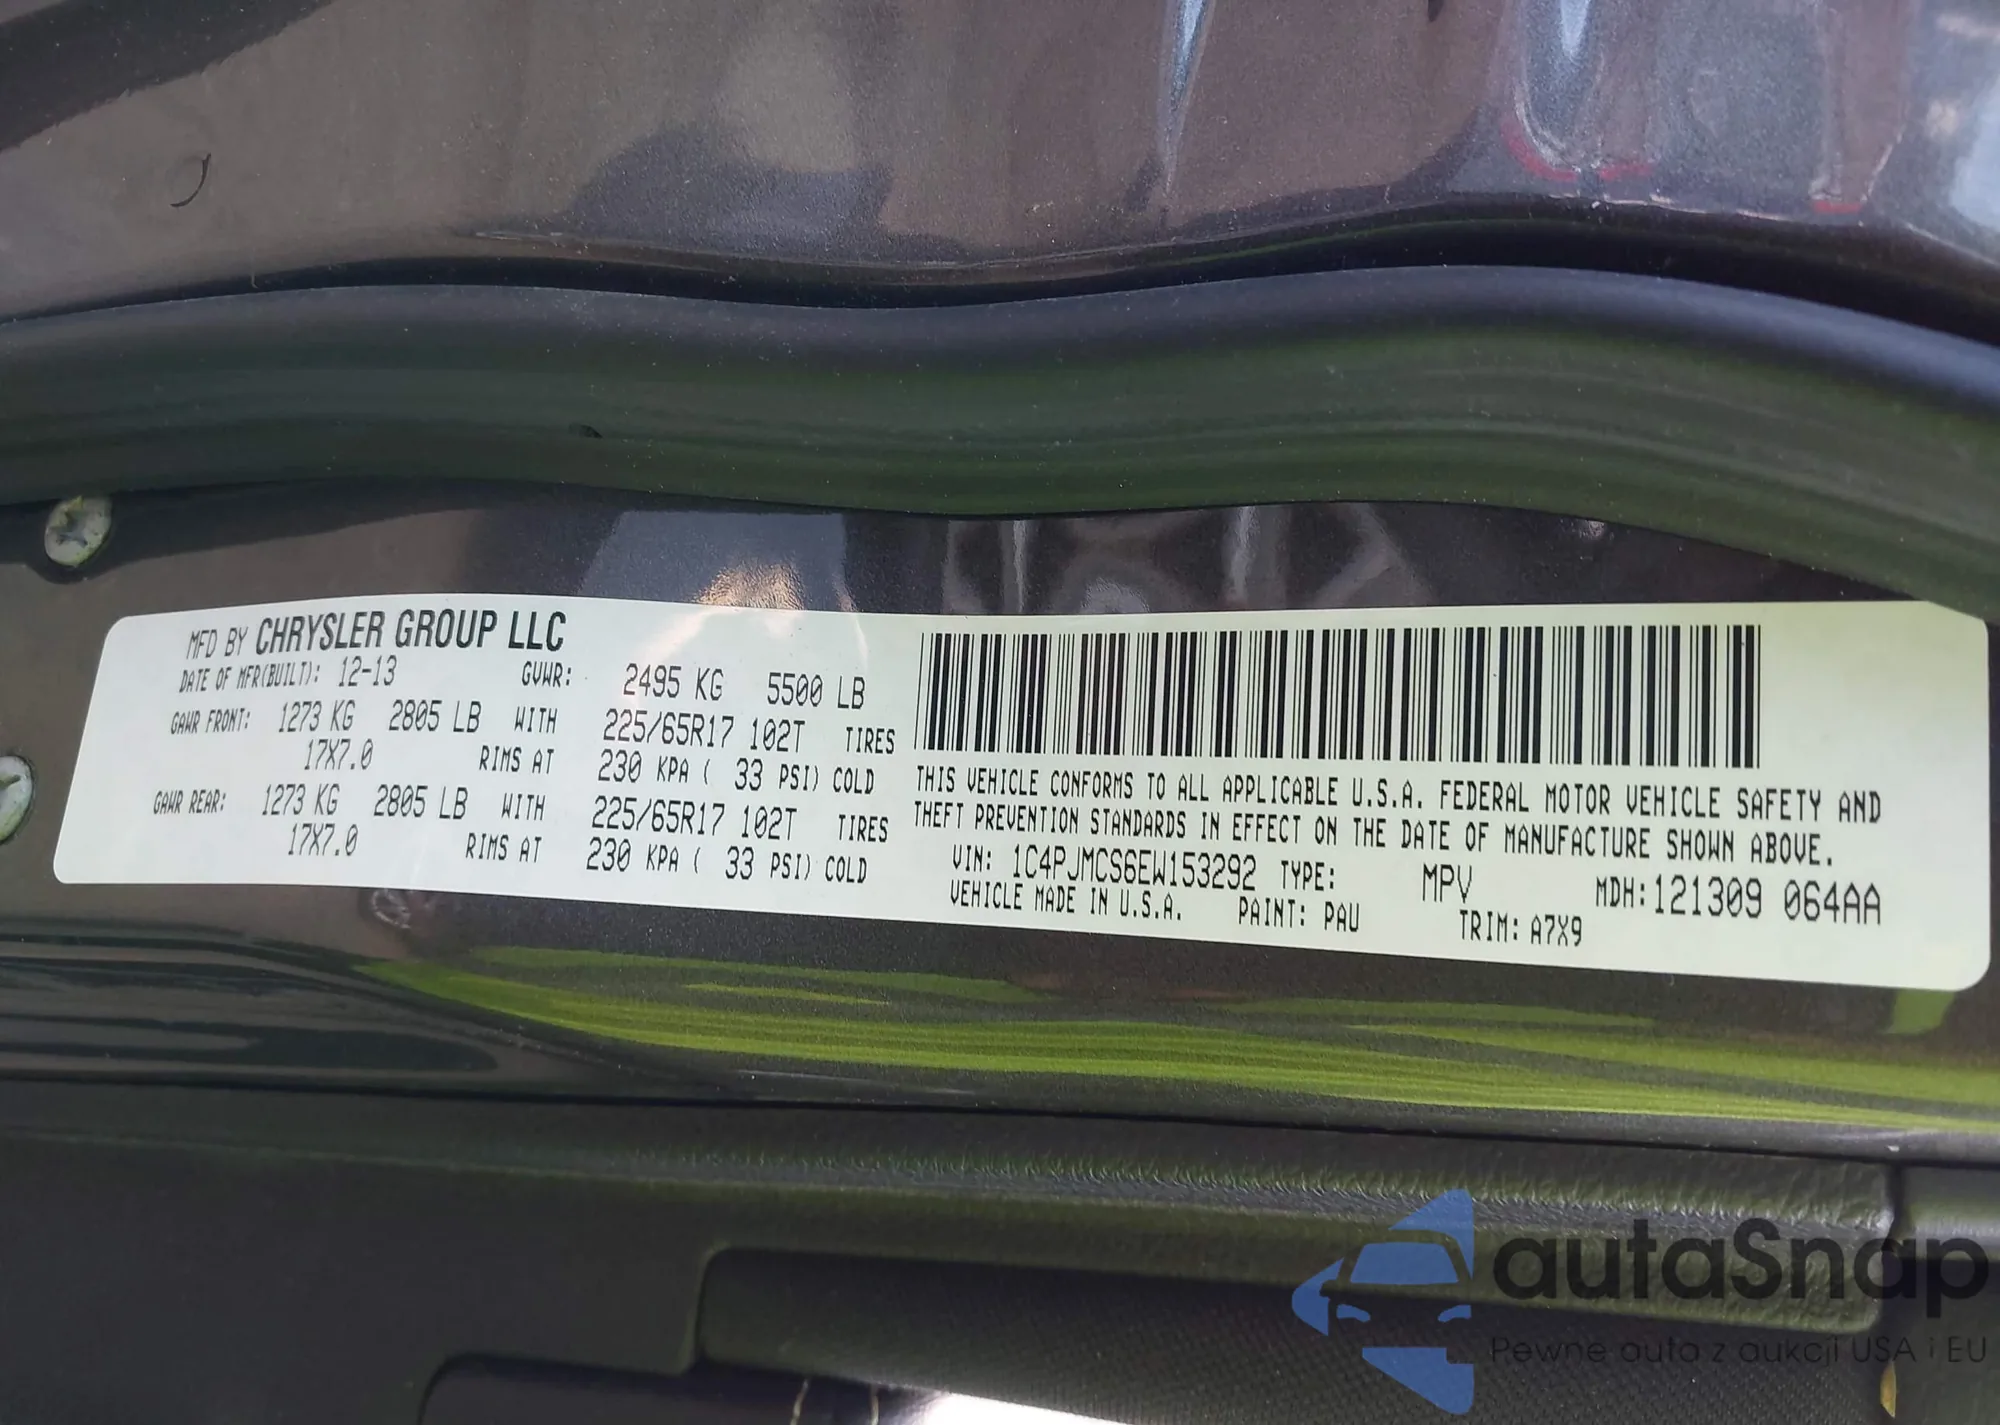 MFD BY CHRYSLER GROUP LLC
DATE OF MFR(BUILT): 12-13 GVWR: 2495 KG 5500 LB
GAWR FRONT: 1273 KG 2805 LB WITH 225/65R17 102T TIRES
17X7.0 RIMS AT 230 KPA ( 33 PSI) COLD
GAWR REAR: 1273 KG 2805 LB WITH 225/65R17 102T TIRES
17X7.0 RIMS AT 230 KPA ( 33 PSI) COLD
THIS VEHICLE CONFORMS TO ALL APPLICABLE U.S.A. FEDERAL MOTOR VEHICLE SAFETY AND
THEFT PREVENTION STANDARDS IN EFFECT ON THE DATE OF MANUFACTURE SHOWN ABOVE.
VIN: 1C4PJMCS6EW153292 TYPE: MPV MDH:121309 064AA
VEHICLE MADE IN U.S.A. PAINT: PAU TRIM: A7X9
autaSnap
Pewne auta z aukcji USA i EU